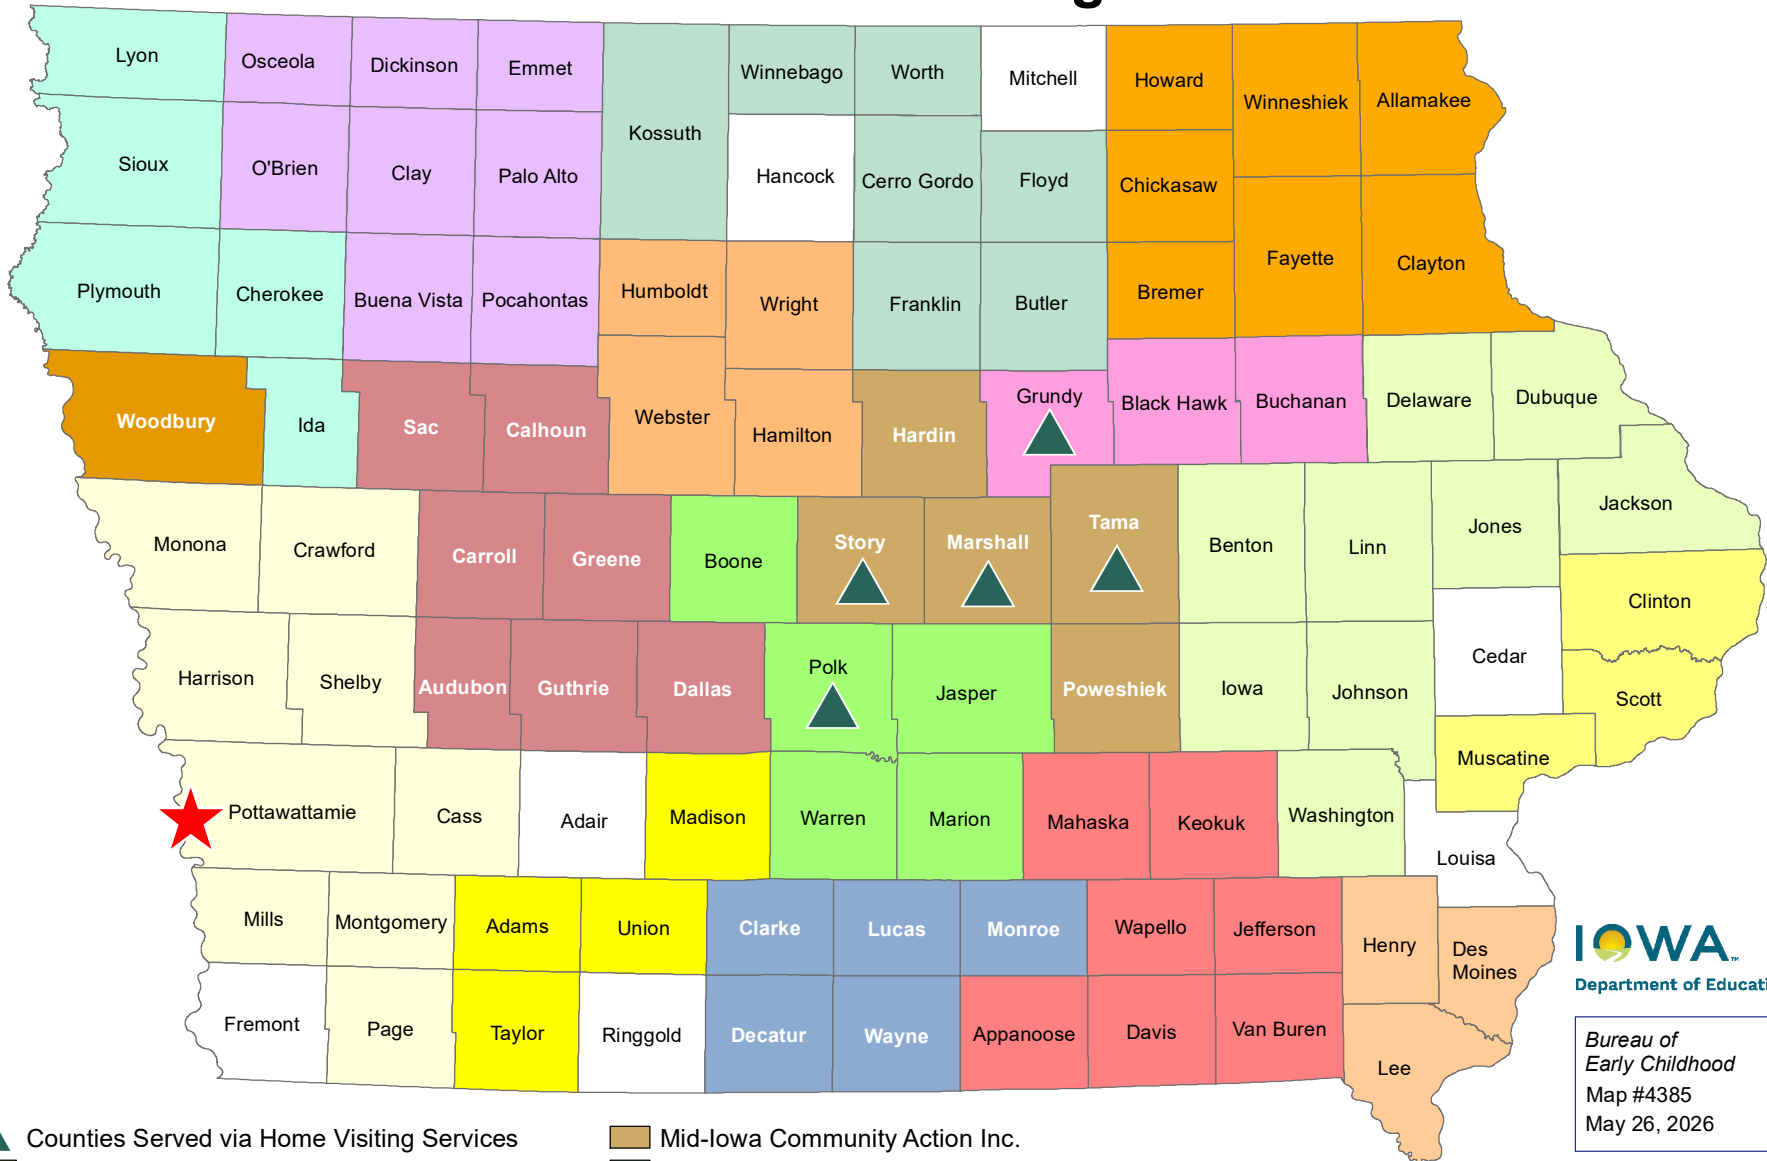 Lyon
Osceola
Dickinson
Emmet
Kossuth
Winnebago
Worth
Mitchell
Howard
Winneshiek
Allamakee
Sioux
O'Brien
Clay
Palo Alto
Hancock
Cerro Gordo
Floyd
Chickasaw
Plymouth
Cherokee
Buena Vista
Pocahontas
Humboldt
Wright
Franklin
Butler
Bremer
Fayette
Clayton
Woodbury
Ida
Sac
Calhoun
Webster
Hamilton
Hardin
Grundy
Black Hawk
Buchanan
Delaware
Dubuque
Monona
Crawford
Carroll
Greene
Boone
Story
Marshall
Tama
Benton
Linn
Jones
Jackson
Clinton
Harrison
Shelby
Audubon
Guthrie
Dallas
Polk
Jasper
Poweshiek
Iowa
Johnson
Cedar
Scott
Muscatine
Pottawattamie
Cass
Adair
Madison
Warren
Marion
Mahaska
Keokuk
Washington
Louisa
Mills
Montgomery
Adams
Union
Clarke
Lucas
Monroe
Wapello
Jefferson
Henry
Des
Moines
Fremont
Page
Taylor
Ringgold
Decatur
Wayne
Appanoose
Davis
Van Buren
Lee
IOWA™
Department of Educati
Bureau of
Early Childhood
Map #4385
May 26, 2026
Counties Served via Home Visiting Services
Mid-Iowa Community Action Inc.